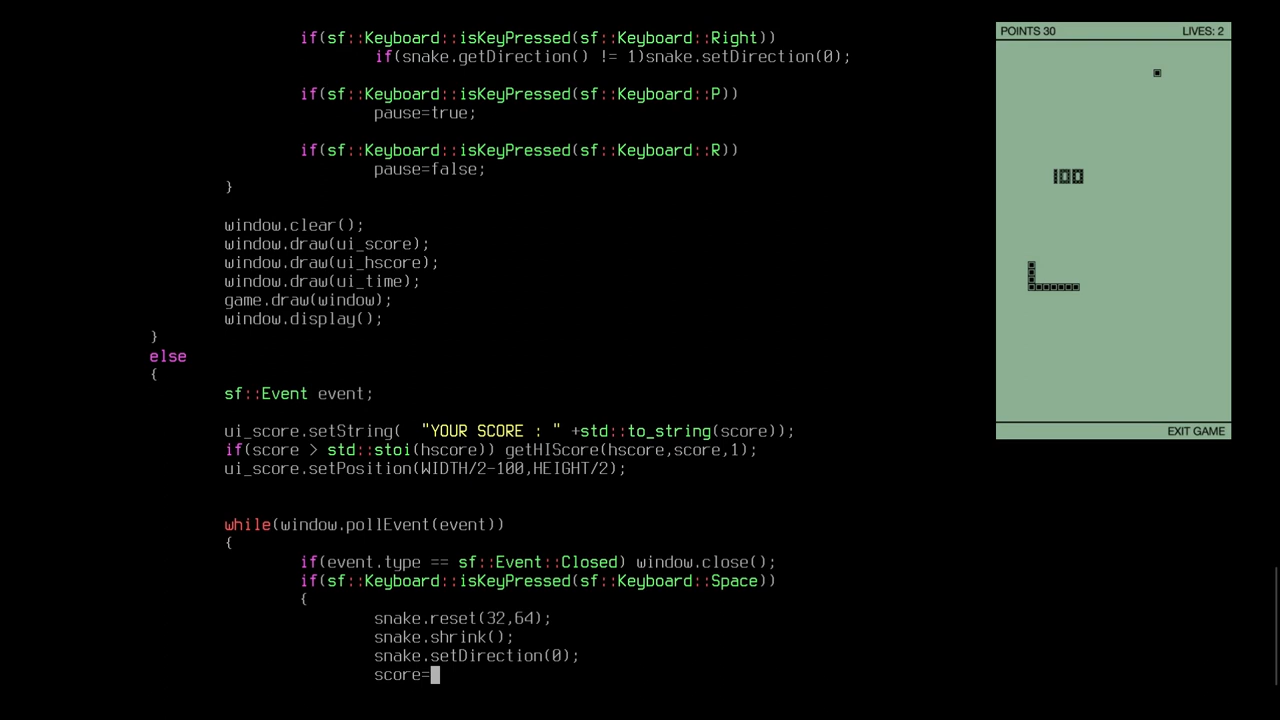 if(sf::Keyboard::isKeyPressed(sf::Keyboard::Right))
if(snake.getDirection() != 1)snake.setDirection(0);
if(sf::Keyboard::isKeyPressed(sf::Keyboard::P))
pause=true;
if(sf::Keyboard::isKeyPressed(sf::Keyboard::R))
pause=false;
}
window.clear();
window.draw(ui_score);
window.draw(ui_hscore);
window.draw(ui_time);
game.draw(window);
window.display();
}
else
{
sf::Event event;
ui_score.setString(  "YOUR SCORE : " +std::to_string(score));
if(score > std::stoi(hscore)) getHIScore(hscore,score,1);
ui_score.setPosition(WIDTH/2-100,HEIGHT/2);
while(window.pollEvent(event))
{
if(event.type == sf::Event::Closed) window.close();
if(sf::Keyboard::isKeyPressed(sf::Keyboard::Space))
{
snake.reset(32,64);
snake.shrink();
snake.setDirection(0);
score=
POINTS 30 LIVES: 2
100
EXIT GAME